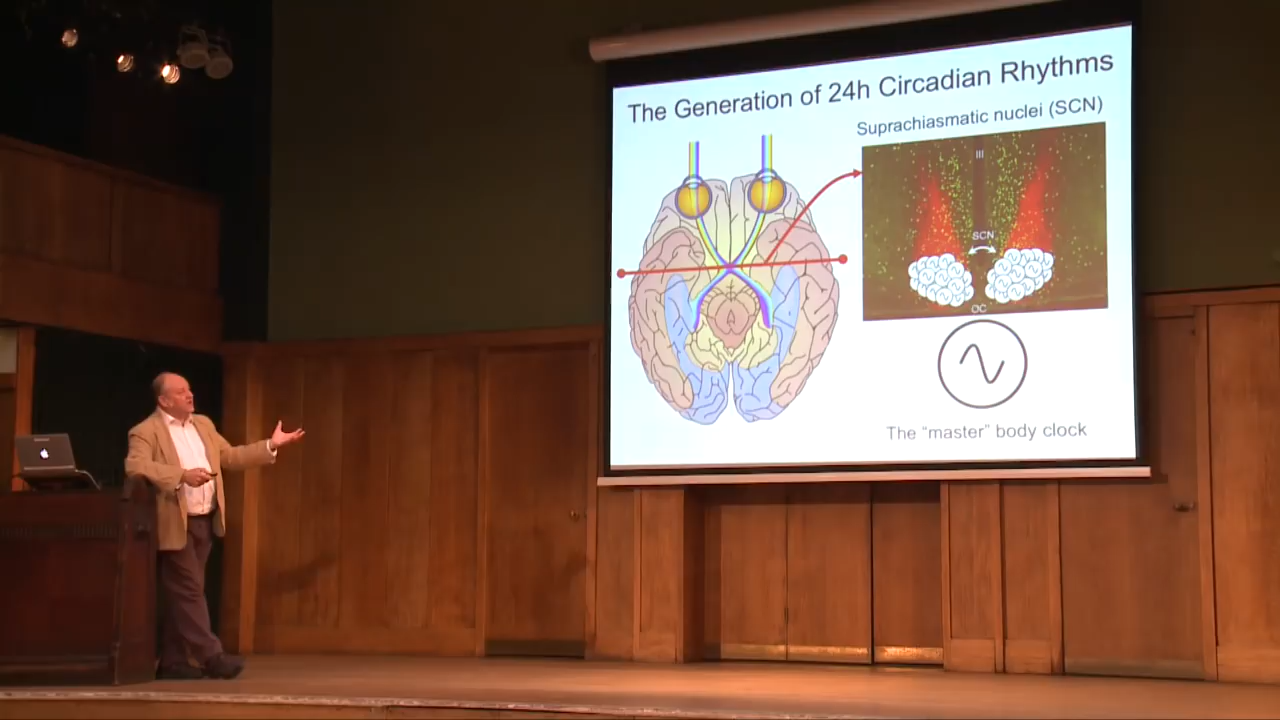 The Generation of 24h Circadian Rhythms
Suprachiasmatic nuclei (SCN)
III
SCN
OC
The “master” body clock